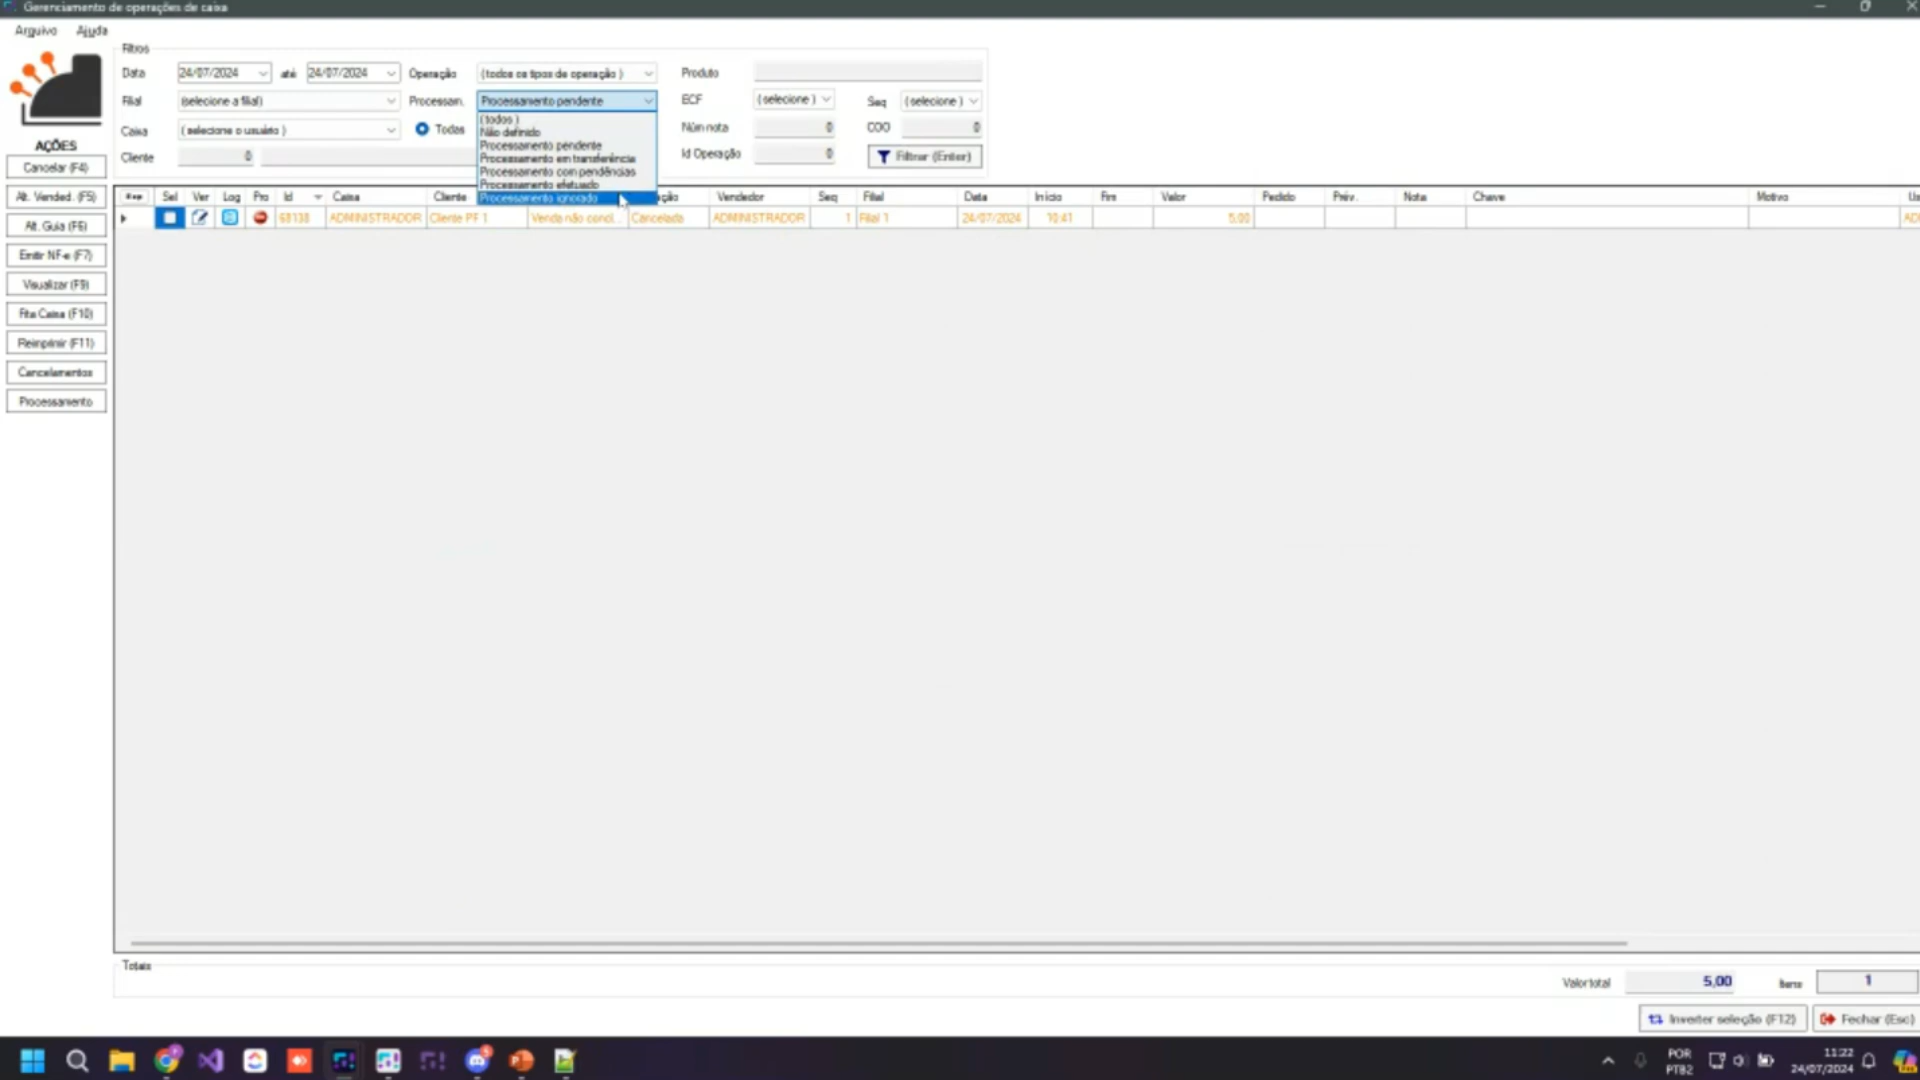 Gerenciamento de operações de caixa
Arquivo Ajuda
Filtros
Data 24/07/2024 até 24/07/2024 Operação (todos os tipos de operação ) Produto
Filial (selecione a filial) Processam. Processamento pendente ECF ( selecione ) Seq ( selecione )
Caixa ( selecione o usuário ) Todas Núm nota 0 COO 0
Cliente 0 Id Operação 0 Filtrar (Enter)
( todos )
Não definido
Processamento pendente
Processamento em transferência
Processamento com pendências
Processamento efetuado
Processamento ignorado
AÇÕES
Cancelar (F4)
Alt. Vended. (F5)
Alt. Guia (F6)
Emitir NF-e (F7)
Visualizar (F9)
Fita Caixa (F10)
Reimprimir (F11)
Cancelamentos
Processamento
Sel Ver Log Pro Id Caixa Cliente Vendedor Seq Filial Data Início Fim Valor Pedido Prév. Nota Chave Motivo
68138 ADMINISTRADOR Cliente PF 1 Venda não concl... Cancelada ADMINISTRADOR 1 Filial 1 24/07/2024 10:41 5,00
Totais
Valor total 5,00 Itens 1
Inverter seleção (F12) Fechar (Esc)
POR
PTB2
11:22
24/07/2024